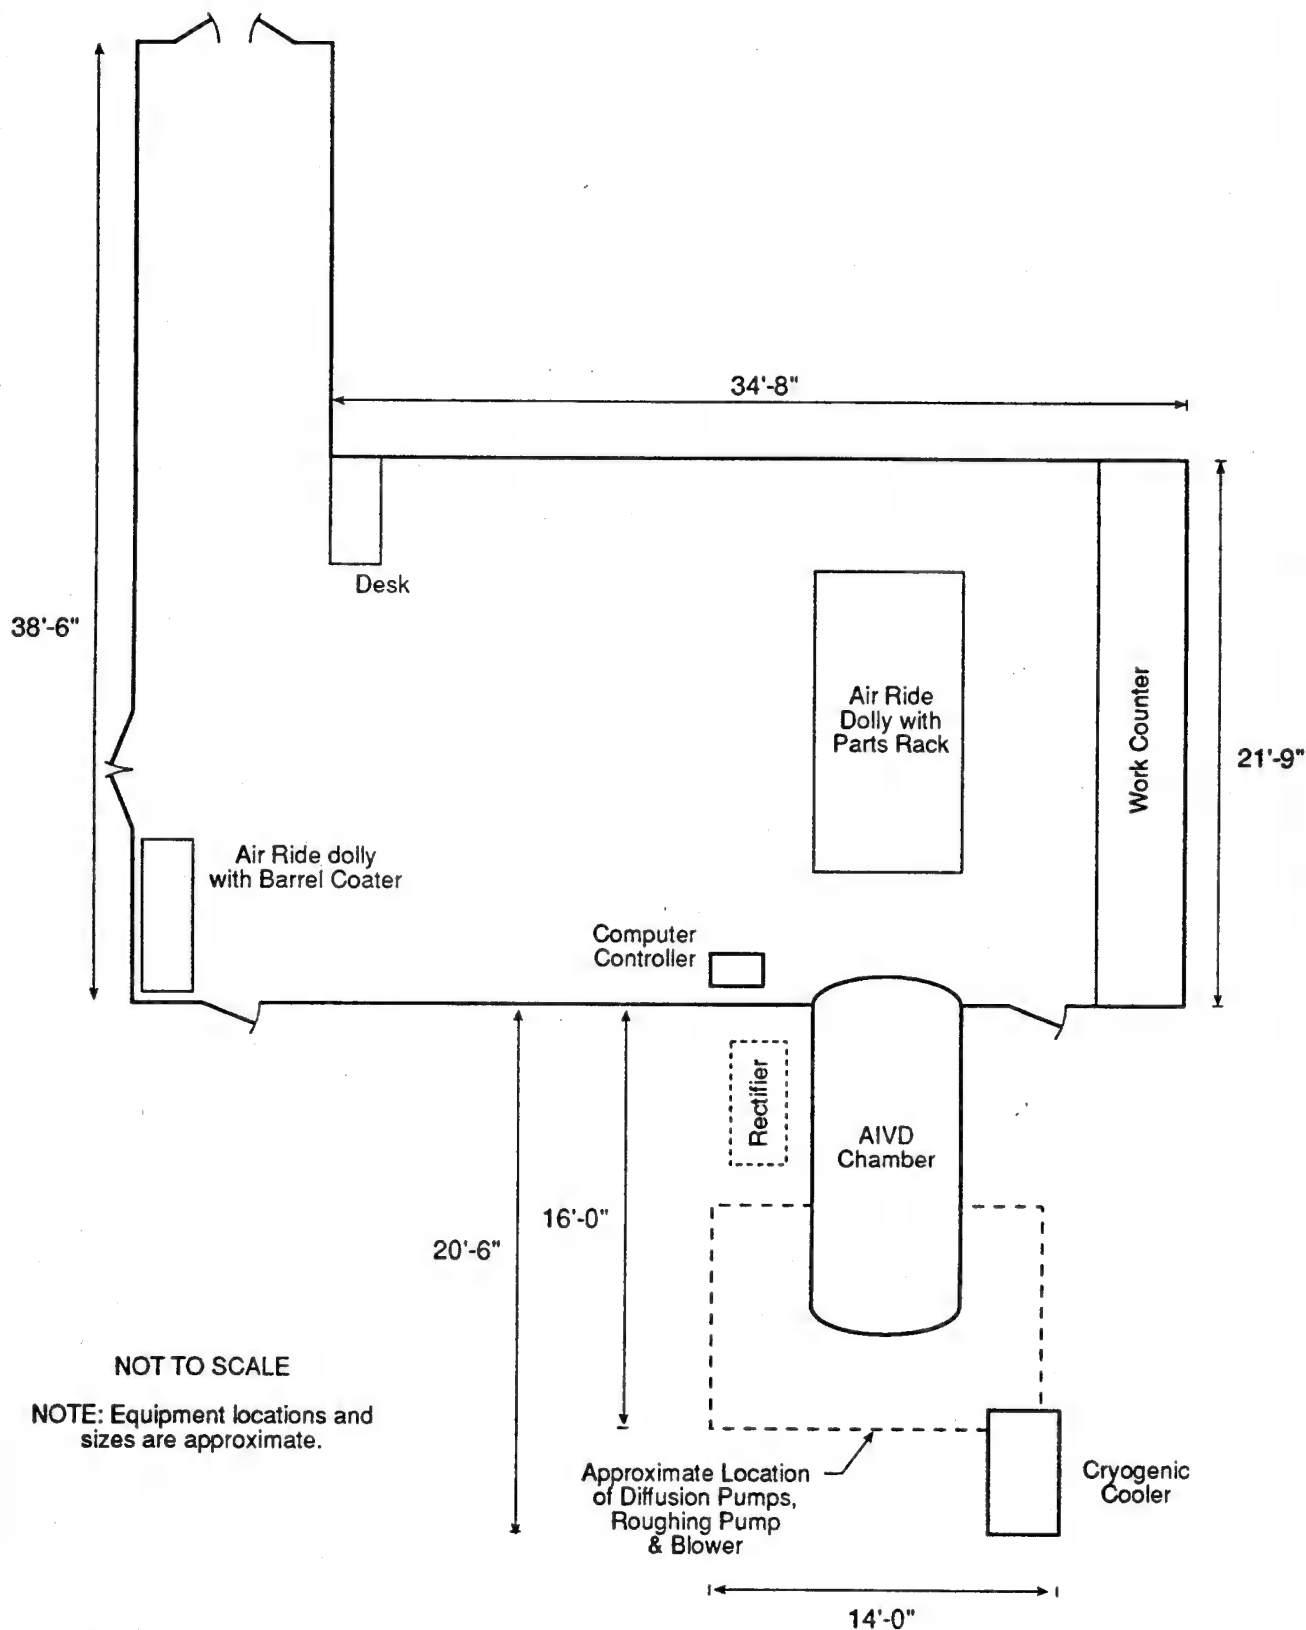 34'-8"
Desk
38'-6"
Air Ride
Dolly with
Parts Rack
Work Counter
21'-9"
Air Ride dolly
with Barrel Coater
Computer
Controller
Rectifier
AIVD
Chamber
16'-0"
20'-6"
NOT TO SCALE
NOTE: Equipment locations and
sizes are approximate.
Approximate Location
of Diffusion Pumps,
Roughing Pump
& Blower
Cryogenic
Cooler
14'-0"